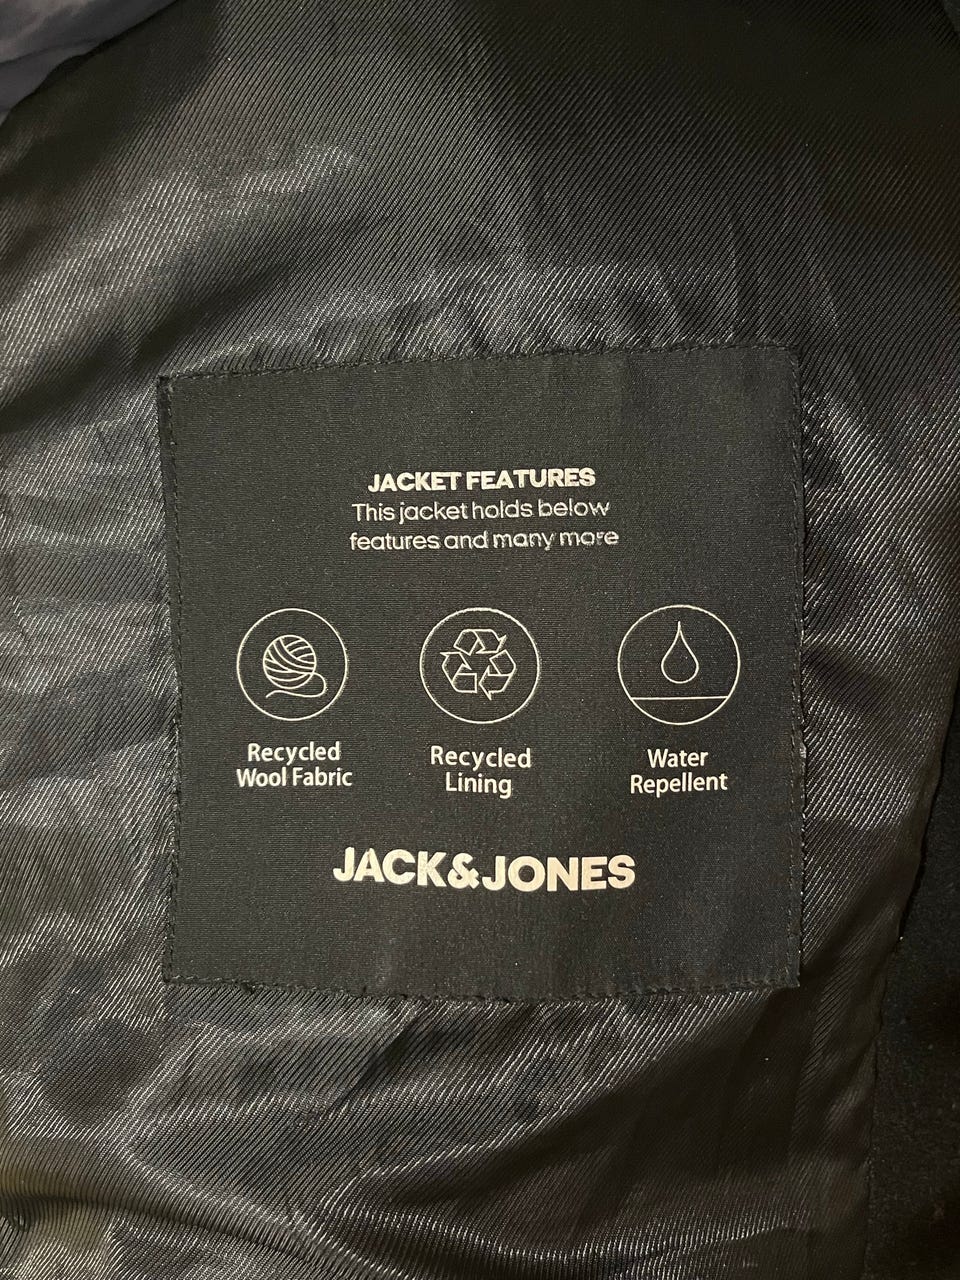 JACKET FEATURES
This jacket holds below
features and many more
Recycled
Wool Fabric
Recycled
Lining
Water
Repellent
JACK&JONES